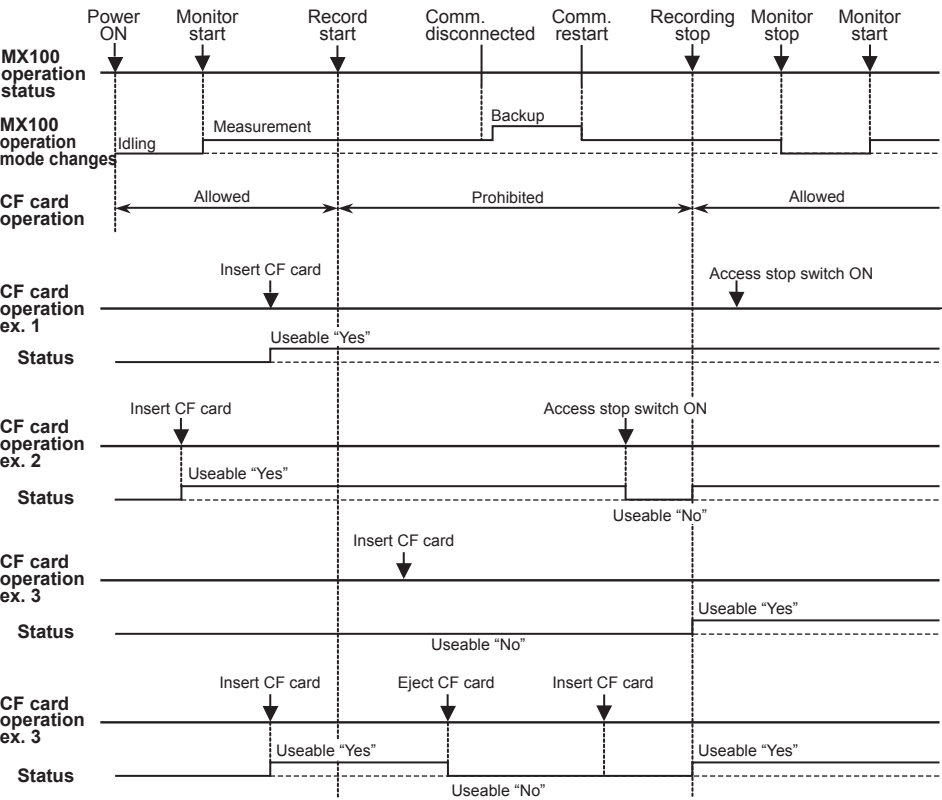 Power ON
Monitor start
Record start
Comm. disconnected
Comm. restart
Recording stop
Monitor stop
Monitor start
MX100
operation
status
MX100
operation
mode changes
Idling
Measurement
Backup
CF card
operation
Allowed
Prohibited
Allowed
CF card
operation
ex. 1
Insert CF card
Access stop switch ON
Status
Useable “Yes”
CF card
operation
ex. 2
Insert CF card
Access stop switch ON
Status
Useable “Yes”
Useable “No”
CF card
operation
ex. 3
Insert CF card
Status
Useable “No”
Useable “Yes”
CF card
operation
ex. 3
Insert CF card
Eject CF card
Insert CF card
Status
Useable “Yes”
Useable “No”
Useable “Yes”